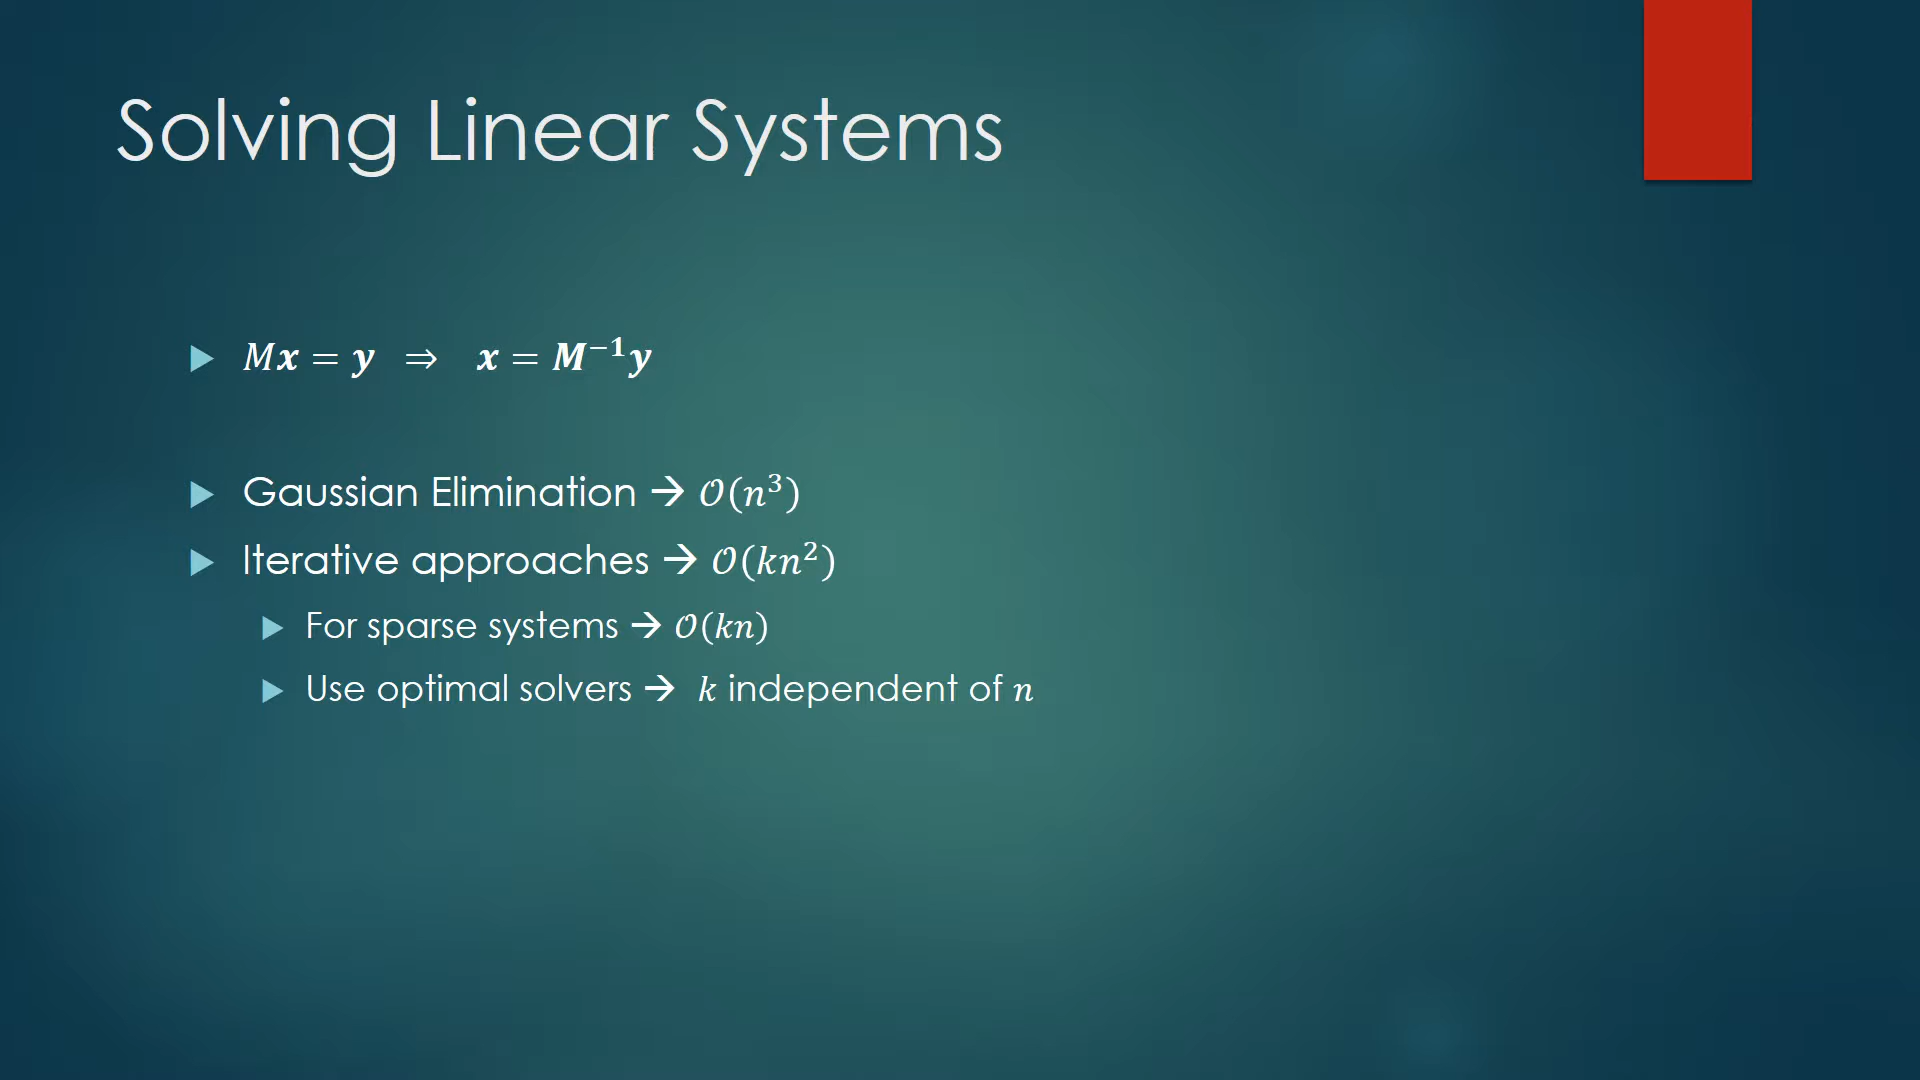 Solving Linear Systems
M𝒙 = 𝒚 ⇒ 𝒙 = 𝑴⁻¹𝒚
Gaussian Elimination → 𝒪(n³)
Iterative approaches → 𝒪(kn²)
For sparse systems → 𝒪(kn)
Use optimal solvers → k independent of n